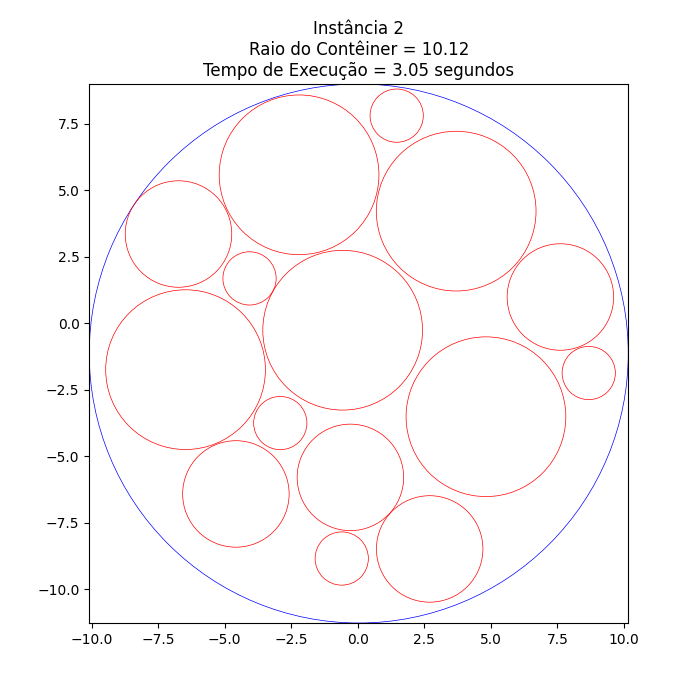 Instância 2
Raio do Contêiner = 10.12
Tempo de Execução = 3.05 segundos
7.5
5.0
2.5
0.0
−2.5
−5.0
−7.5
−10.0
−10.0 −7.5 −5.0 −2.5 0.0 2.5 5.0 7.5 10.0